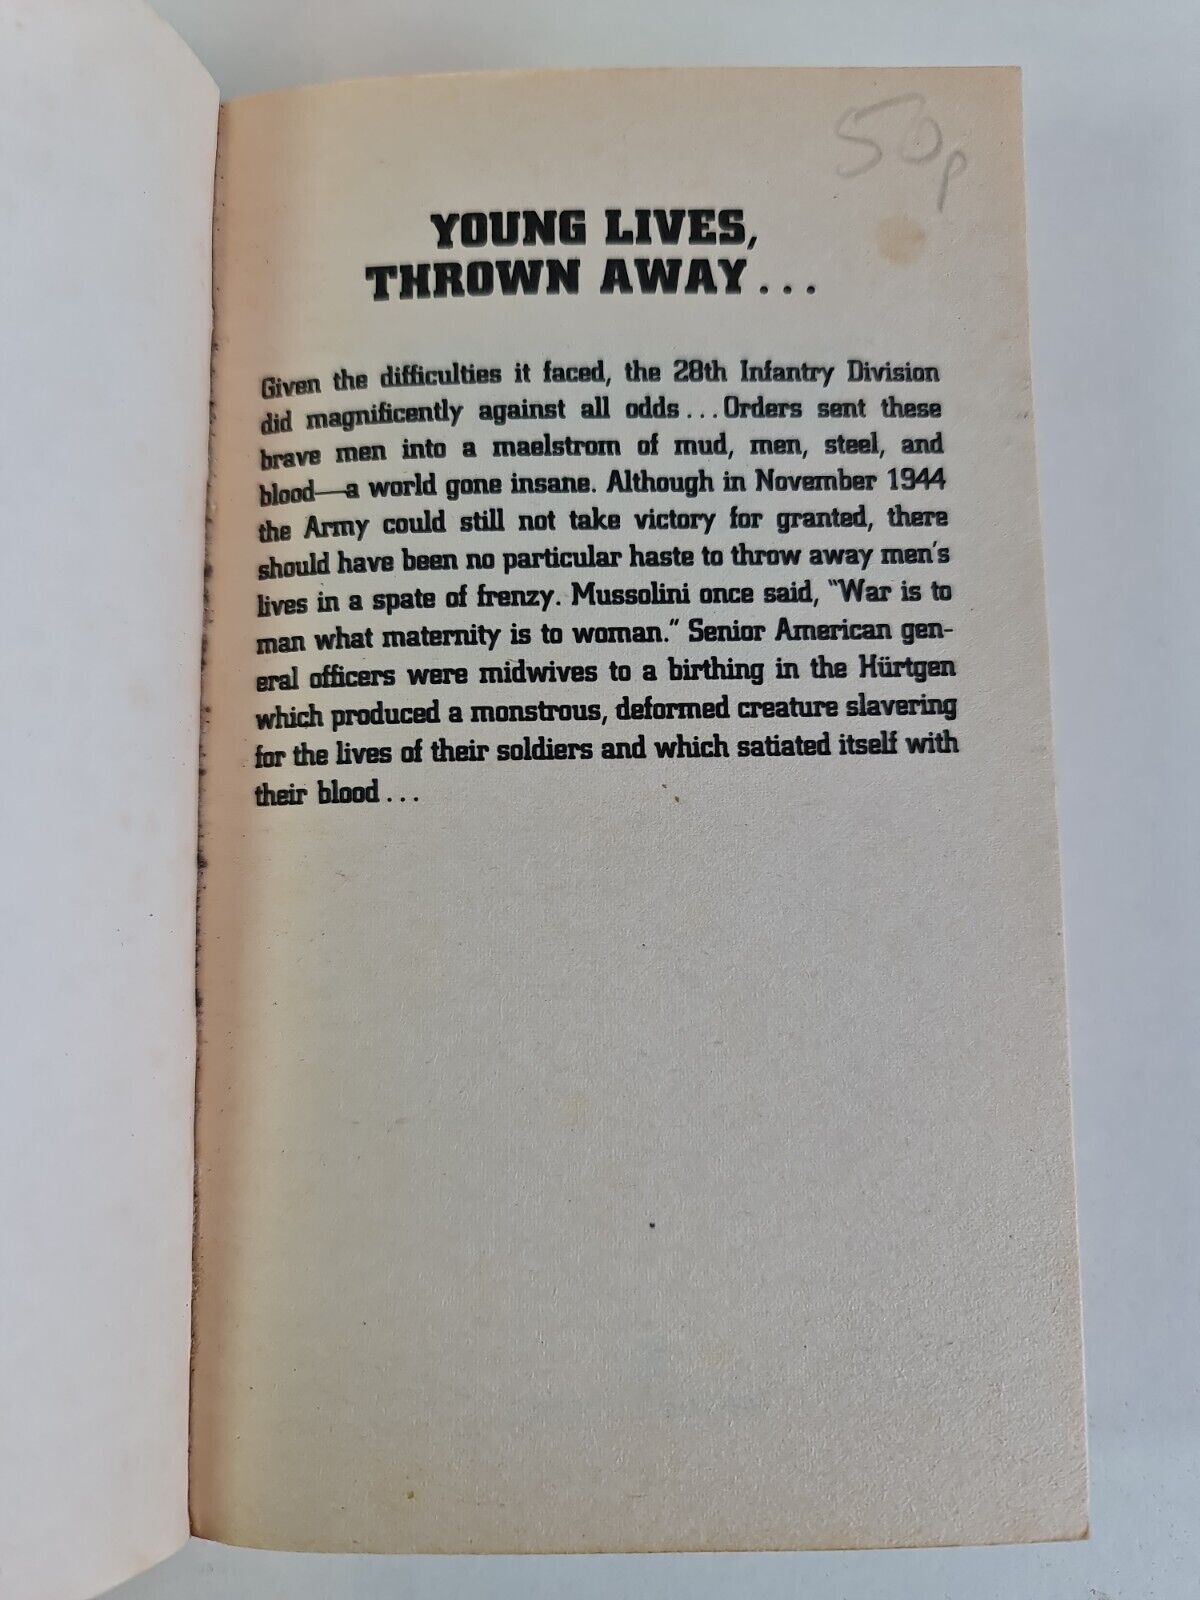 50p
YOUNG LIVES,
THROWN AWAY...
Given the difficulties it faced, the 28th Infantry Division
did magnificently against all odds...Orders sent these
brave men into a maelstrom of mud, men, steel, and
blood—a world gone insane. Although in November 1944
the Army could still not take victory for granted, there
should have been no particular haste to throw away men's
lives in a spate of frenzy. Mussolini once said, "War is to
man what maternity is to woman." Senior American gen-
eral officers were midwives to a birthing in the Hürtgen
which produced a monstrous, deformed creature slavering
for the lives of their soldiers and which satiated itself with
their blood...